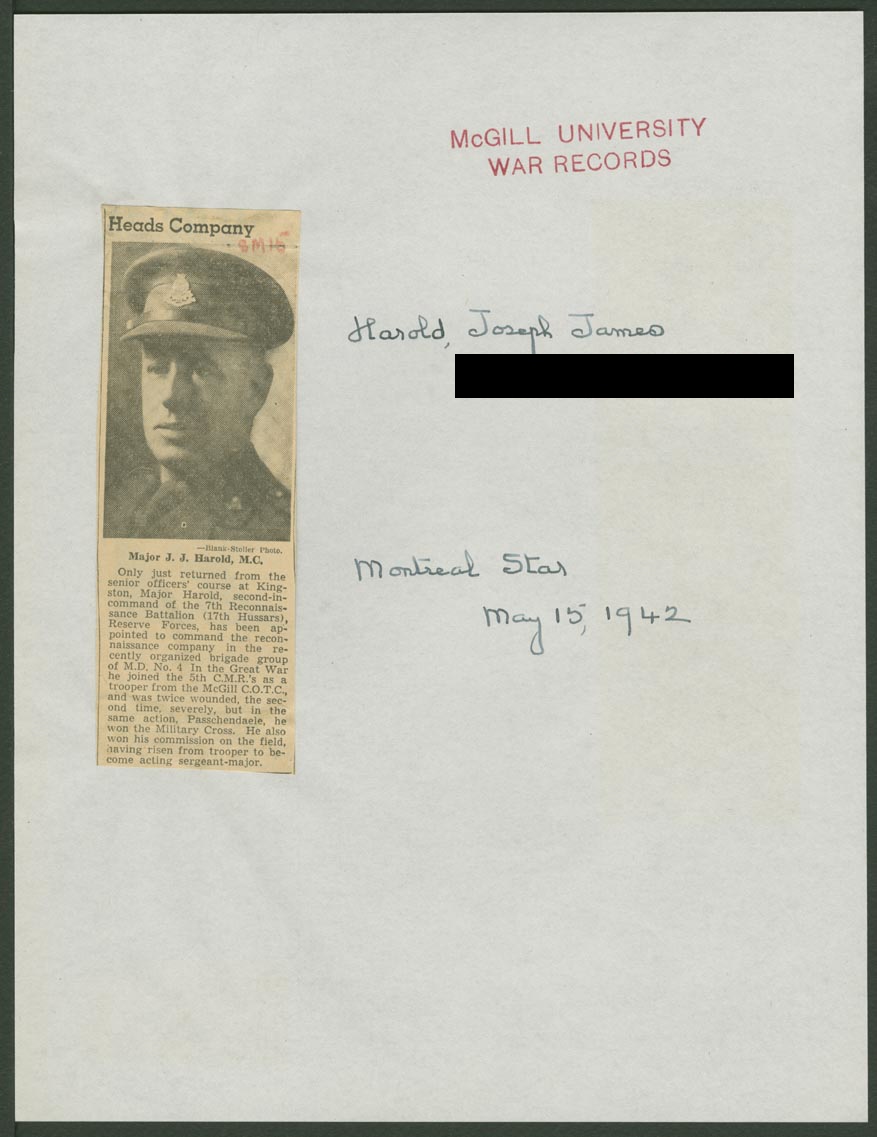 McGILL UNIVERSITY
WAR RECORDS
Heads Company
8M15
Harold, Joseph James
—Blank-Stoller Photo.
Major J. J. Harold, M.C.
Only just returned from the
senior officers' course at King-
ston, Major Harold, second-in-
command of the 7th Reconnais-
sance Battalion (17th Hussars),
Reserve Forces, has been ap-
pointed to command the recon-
naissance company in the re-
cently organized brigade group
of M.D. No. 4 In the Great War
he joined the 5th C.M.R.'s as a
trooper from the McGill C.O.T.C.,
and was twice wounded, the sec-
ond time, severely, but in the
same action, Passchendaele, he
won the Military Cross. He also
won his commission on the field,
having risen from trooper to be-
come acting sergeant-major.
Montreal Star
May 15, 1942